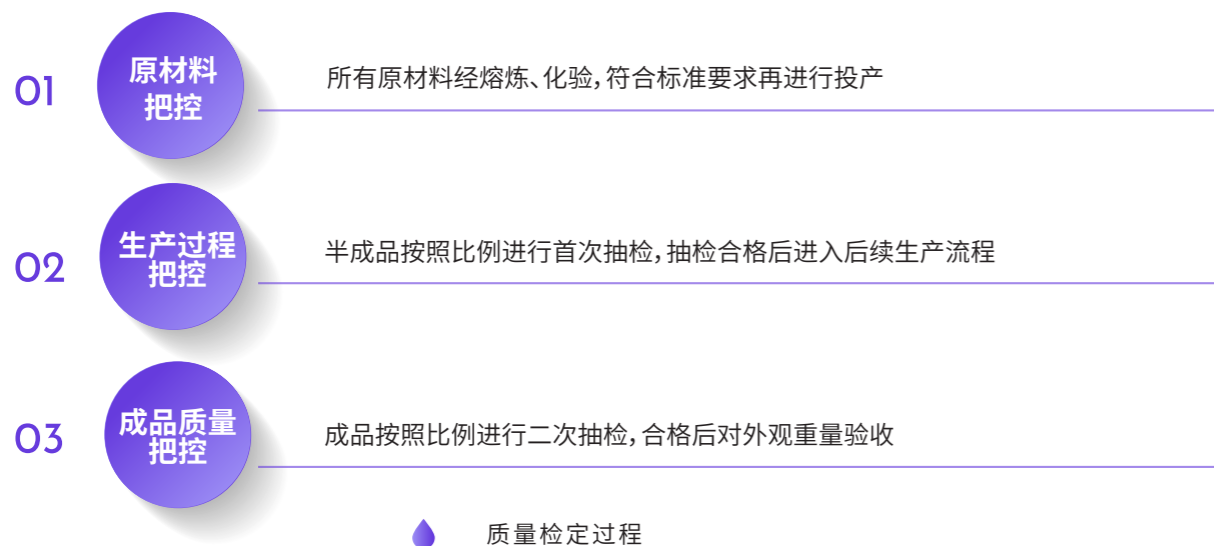 01
原材料
把控
所有原材料经熔炼、化验,符合标准要求再进行投产
02
生产过程
把控
半成品按照比例进行首次抽检,抽检合格后进入后续生产流程
03
成品质量
把控
成品按照比例进行二次抽检,合格后对外观重量验收
质量检定过程